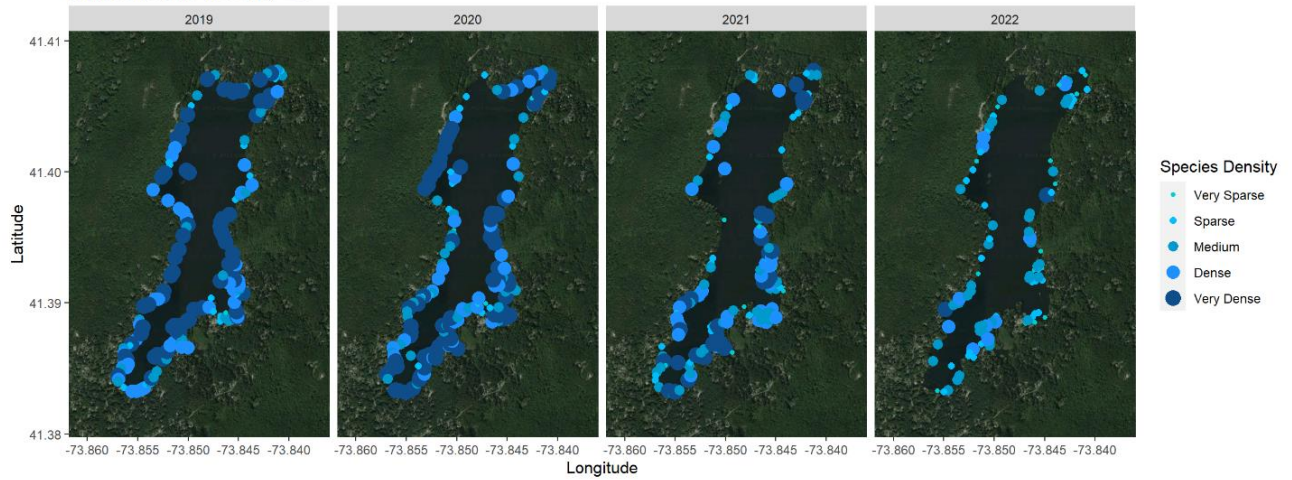 2019 2020 2021 2022
41.41
41.40
41.39
41.38
Latitude
-73.860 -73.855 -73.850 -73.845 -73.840 -73.860 -73.855 -73.850 -73.845 -73.840 -73.860 -73.855 -73.850 -73.845 -73.840 -73.860 -73.855 -73.850 -73.845 -73.840
Longitude
Species Density
Very Sparse
Sparse
Medium
Dense
Very Dense